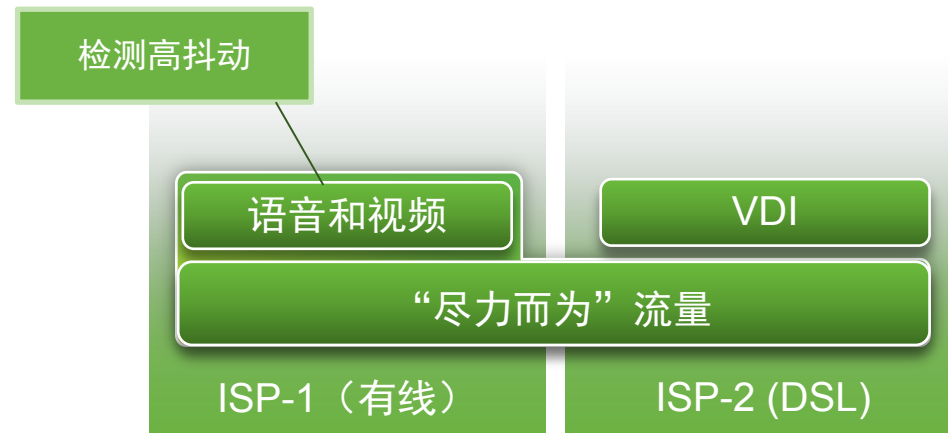 检测高抖动
语音和视频
VDI
“尽力而为”流量
ISP-1（有线）
ISP-2 (DSL)